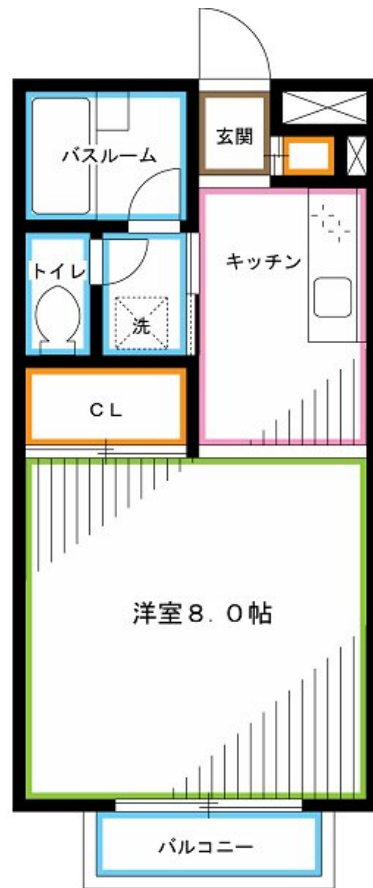 玄関
バスルーム
キッチン
トイレ
洗
CL
洋室8.0帖
バルコニー